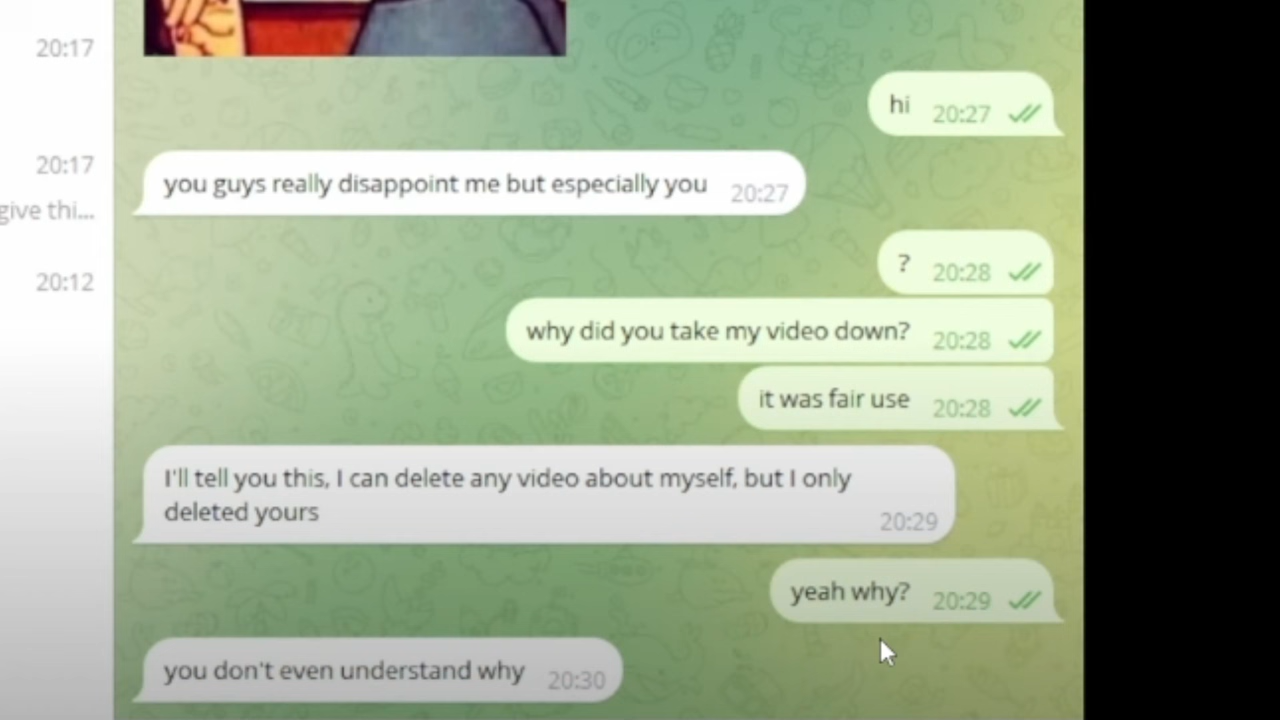 20:17
hi 20:27
20:17
you guys really disappoint me but especially you 20:27
give thi...
? 20:28
20:12
why did you take my video down? 20:28
it was fair use 20:28
I'll tell you this, I can delete any video about myself, but I only
deleted yours 20:29
yeah why? 20:29
you don't even understand why 20:30